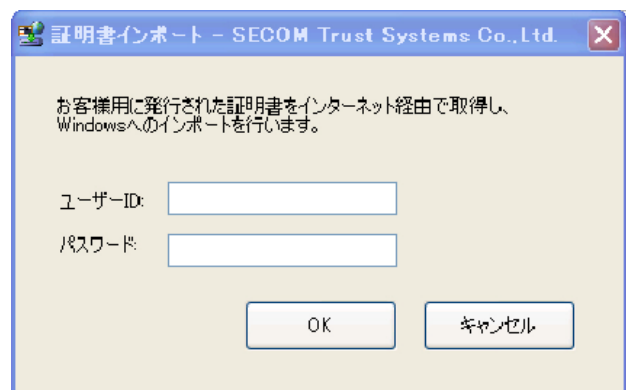 証明書インポート - SECOM Trust Systems Co.,Ltd.
お客様用に発行された証明書をインターネット経由で取得し、
Windowsへのインポートを行います。
ユーザーID:
パスワード:
OK
キャンセル